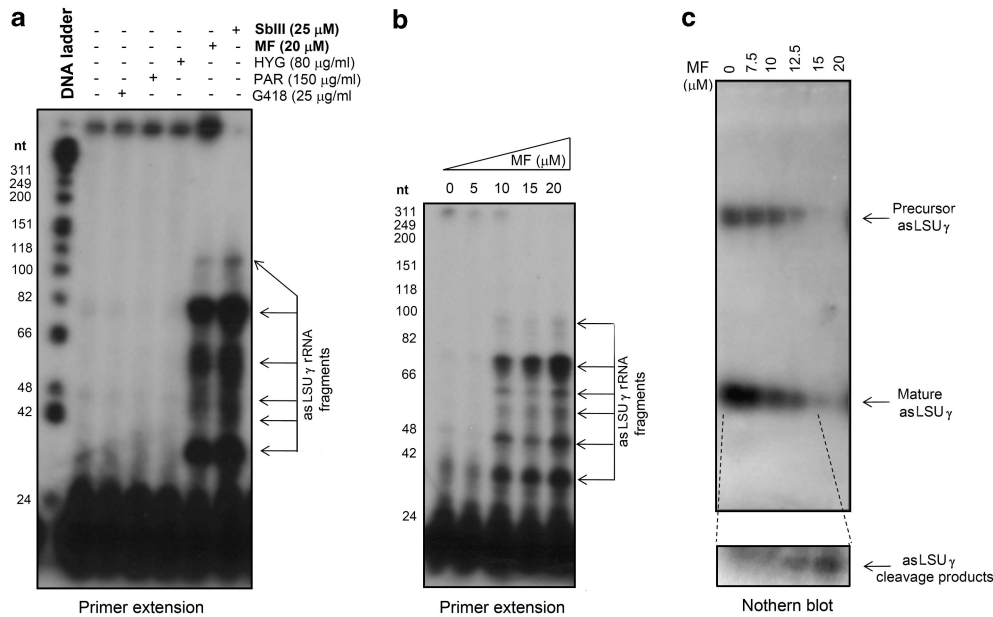 a
DNA ladder
- - - - - + SbIII (25 μM)
- - - - + - MF (20 μM)
- - - + - - HYG (80 μg/ml)
- - + - - - PAR (150 μg/ml)
- + - - - - G418 (25 μg/ml
nt
311
249
200
151
118
100
82
66
48
42
24
asLSUγ rRNA
fragments
Primer extension
b
MF (μM)
nt 0 5 10 15 20
311
249
200
151
118
100
82
66
48
42
24
asLSUγ rRNA
fragments
Primer extension
c
MF 0 7.5 10 12.5 15 20
(μM)
Precursor
asLSUγ
Mature
asLSUγ
asLSUγ
cleavage products
Nothern blot